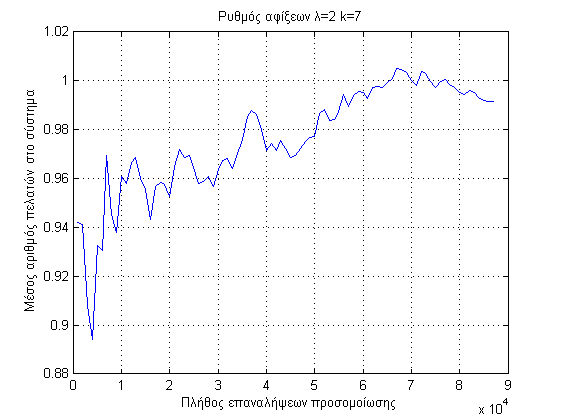 Ρυθμός αφίξεων λ=2 k=7
Μέσος αριθμός πελατών στο σύστημα
1.02
1
0.98
0.96
0.94
0.92
0.9
0.88
0 1 2 3 4 5 6 7 8 9
x 10^4
Πλήθος επαναλήψεων προσομοίωσης